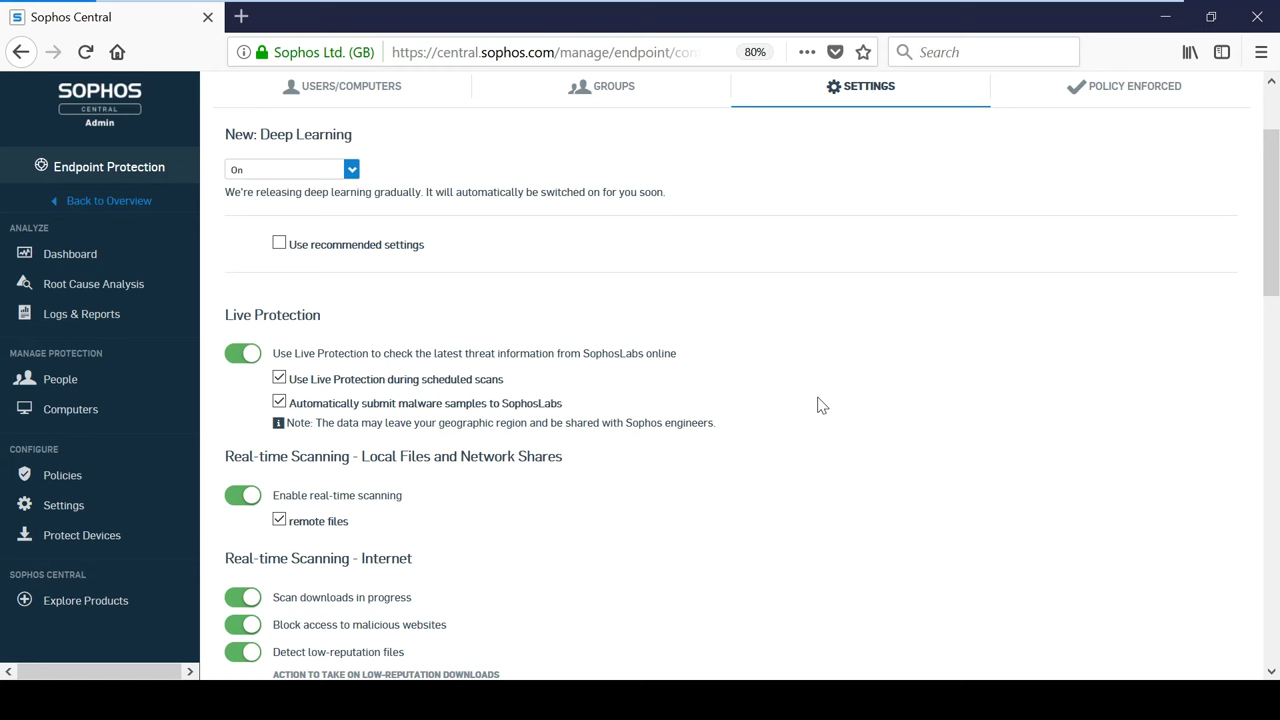 Sophos Central
Sophos Ltd. (GB)
https://central.sophos.com/manage/endpoint/con
80%
Search
SOPHOS
CENTRAL
Admin
Endpoint Protection
Back to Overview
ANALYZE
Dashboard
Root Cause Analysis
Logs & Reports
MANAGE PROTECTION
People
Computers
CONFIGURE
Policies
Settings
Protect Devices
SOPHOS CENTRAL
Explore Products
USERS/COMPUTERS
GROUPS
SETTINGS
POLICY ENFORCED
New: Deep Learning
On
We're releasing deep learning gradually. It will automatically be switched on for you soon.
Use recommended settings
Live Protection
Use Live Protection to check the latest threat information from SophosLabs online
Use Live Protection during scheduled scans
Automatically submit malware samples to SophosLabs
Note: The data may leave your geographic region and be shared with Sophos engineers.
Real-time Scanning - Local Files and Network Shares
Enable real-time scanning
remote files
Real-time Scanning - Internet
Scan downloads in progress
Block access to malicious websites
Detect low-reputation files
ACTION TO TAKE ON LOW-REPUTATION DOWNLOADS